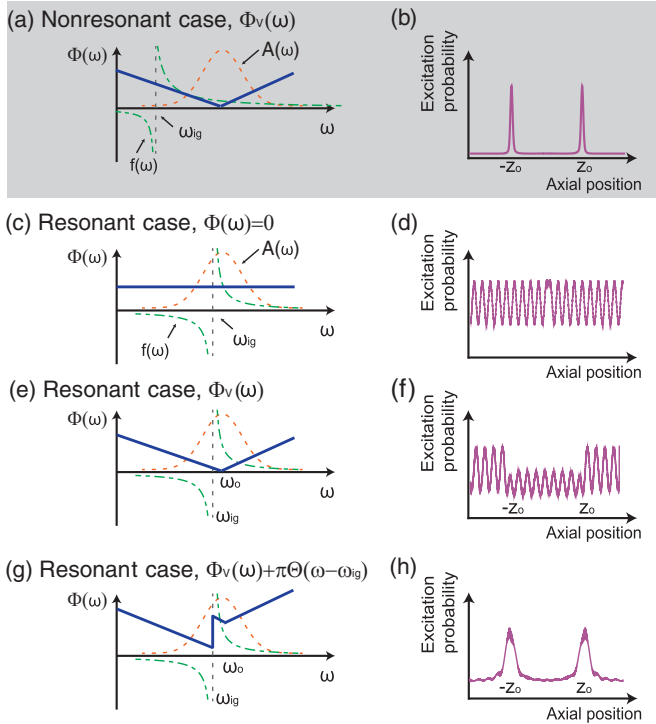 (a) Nonresonant case, Φv(ω)
Φ(ω)
A(ω)
ω
ωig
f(ω)
(b)
Excitation
probability
-zo
zo
Axial position
(c) Resonant case, Φ(ω)=0
Φ(ω)
A(ω)
ω
ωig
f(ω)
(d)
Excitation
probability
Axial position
(e) Resonant case, Φv(ω)
Φ(ω)
ωo
ω
ωig
(f)
Excitation
probability
-zo
zo
Axial position
(g) Resonant case, Φv(ω)+πΘ(ω−ωig)
Φ(ω)
ωo
ω
ωig
(h)
Excitation
probability
-zo
zo
Axial position